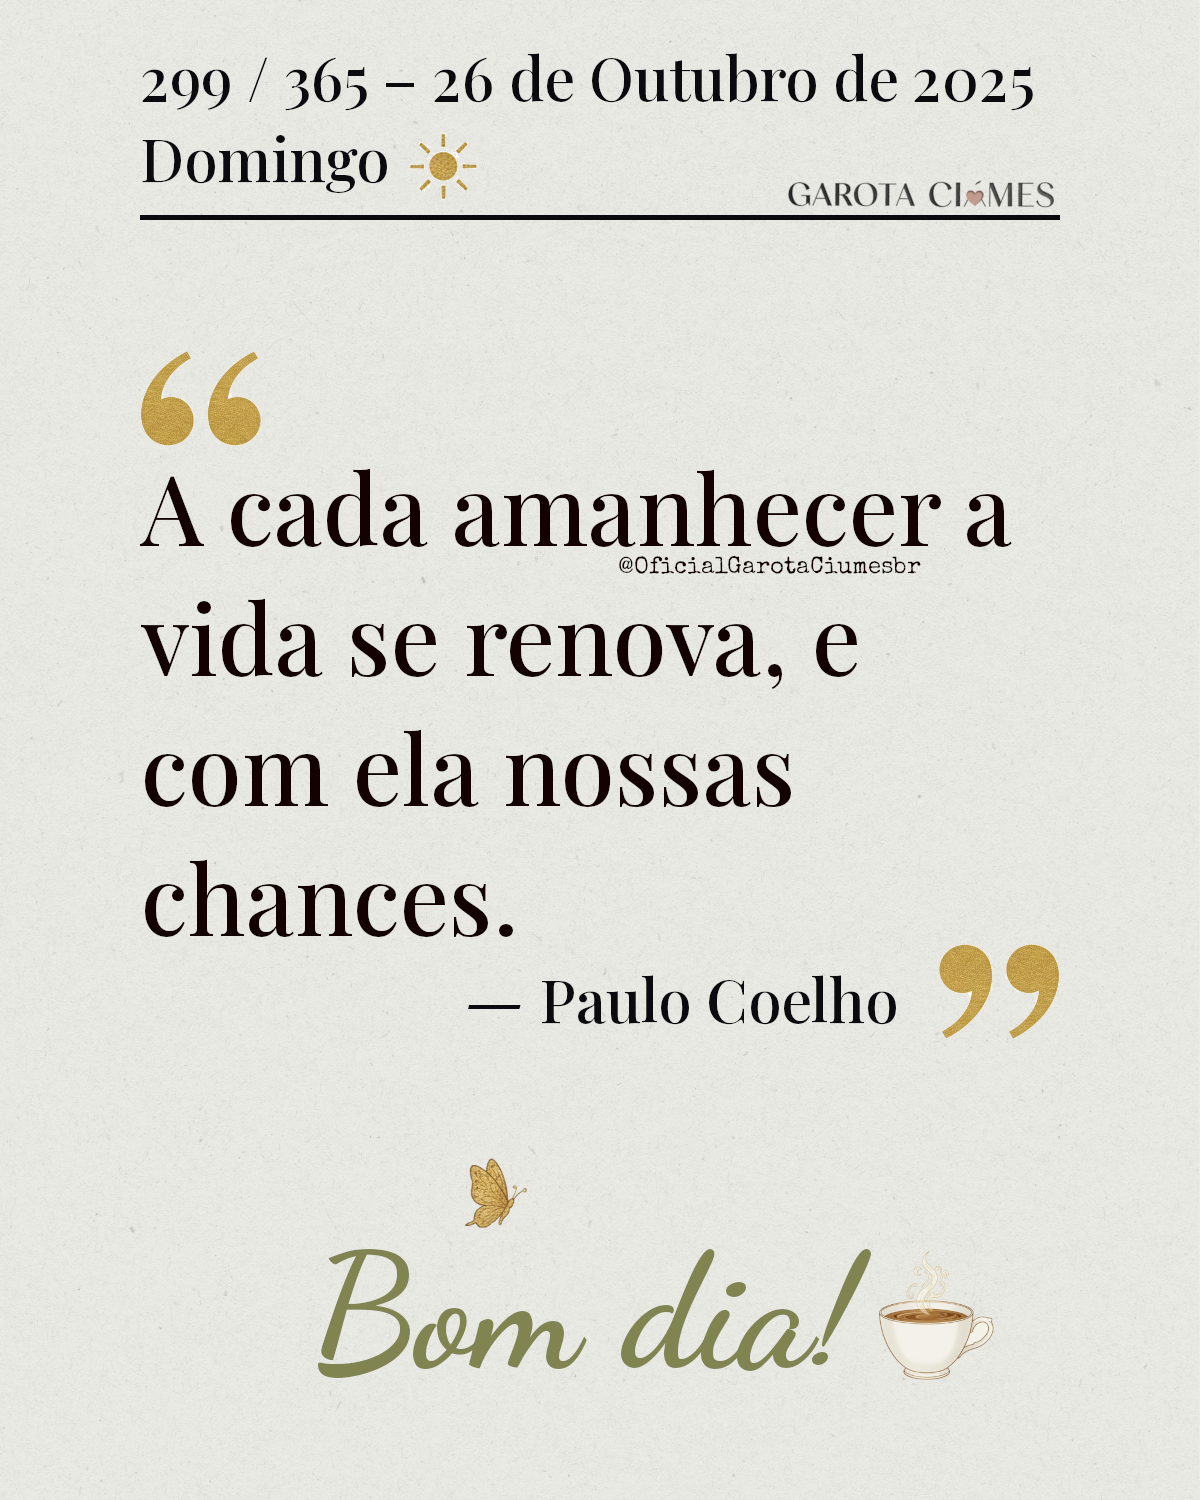 299 / 365 – 26 de Outubro de 2025
Domingo
GAROTA CIÚMES
“
A cada amanhecer a
@OficialGarotaCiumesbr
vida se renova, e
com ela nossas
chances.
— Paulo Coelho ”
Bom dia!